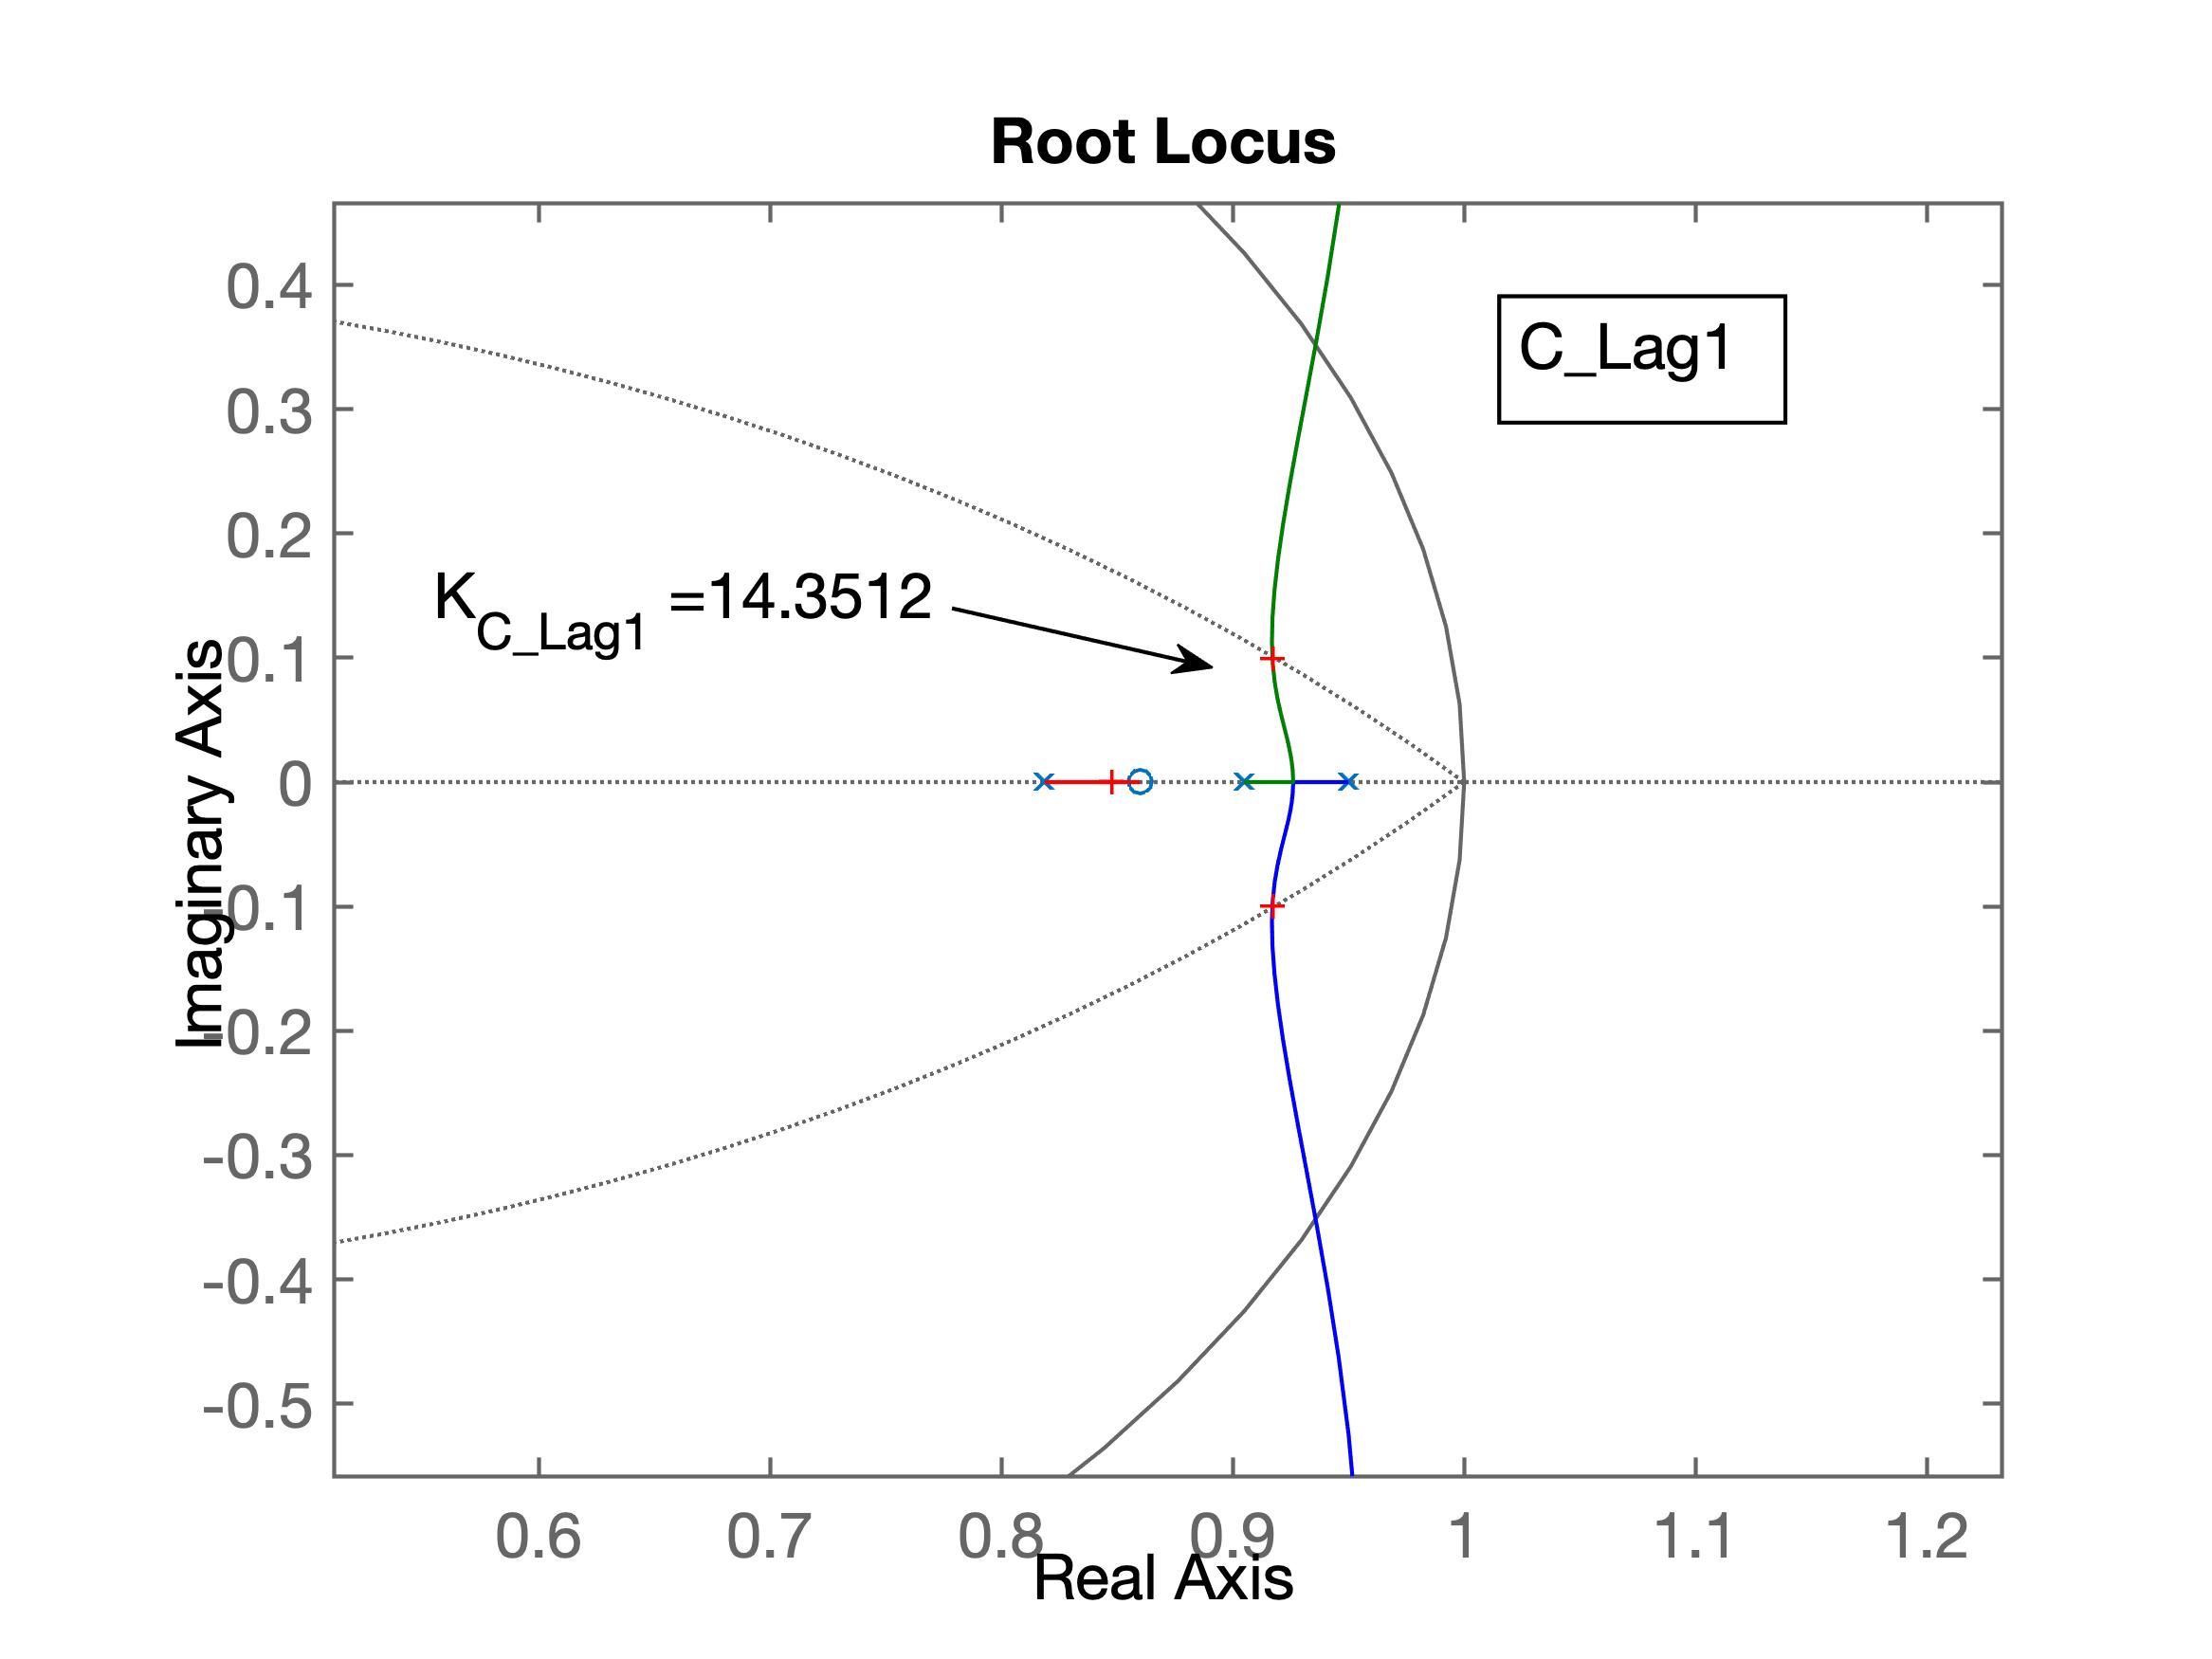 Root Locus
C_Lag1
K_{C_Lag1} =14.3512
Imaginary Axis
0.4
0.3
0.2
0.1
0
-0.1
-0.2
-0.3
-0.4
-0.5
0.6 0.7 0.8 0.9 1 1.1 1.2
Real Axis